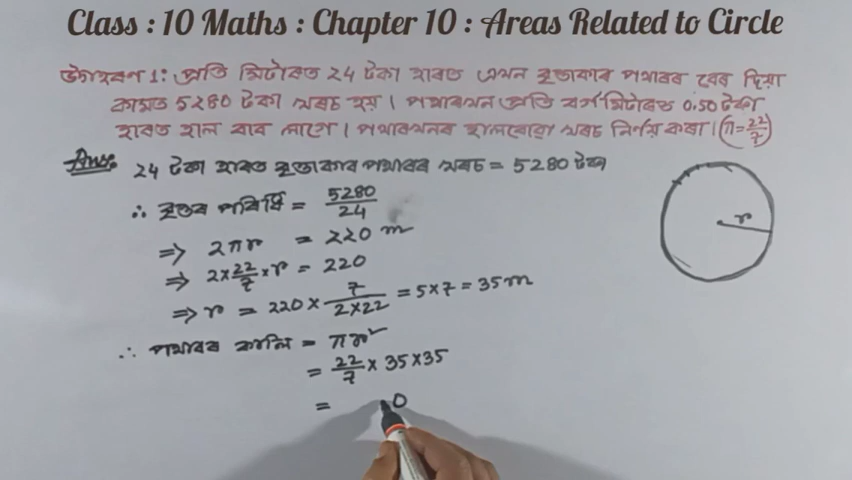 Class : 10 Maths : Chapter 10 : Areas Related to Circle
উদাহৰণ 1: প্ৰতি মিটাৰত 24 টকা হাৰত এখন বৃত্তাকাৰ পথাৰৰ বেৰ দিয়া
কামত 5280 টকা খৰচ হয়। পথাৰখন প্ৰতি বৰ্গমিটাৰত 0.50 টকা
হাৰত হাল বাব লাগে। পথাৰখনৰ হালবোৱা খৰচ নিৰ্ণয় কৰা। (π = 22/7)
Ans: 24 টকা হাৰত বৃত্তাকাৰ পথাৰৰ খৰচ = 5280 টকা
∴ বৃত্তৰ পৰিধি = 5280/24
⇒ 2πr = 220 m
⇒ 2 × 22/7 × r = 220
⇒ r = 220 × 7/(2×22) = 5 × 7 = 35 m
∴ পথাৰৰ কালি = πr²
= 22/7 × 35 × 35
= 0
r